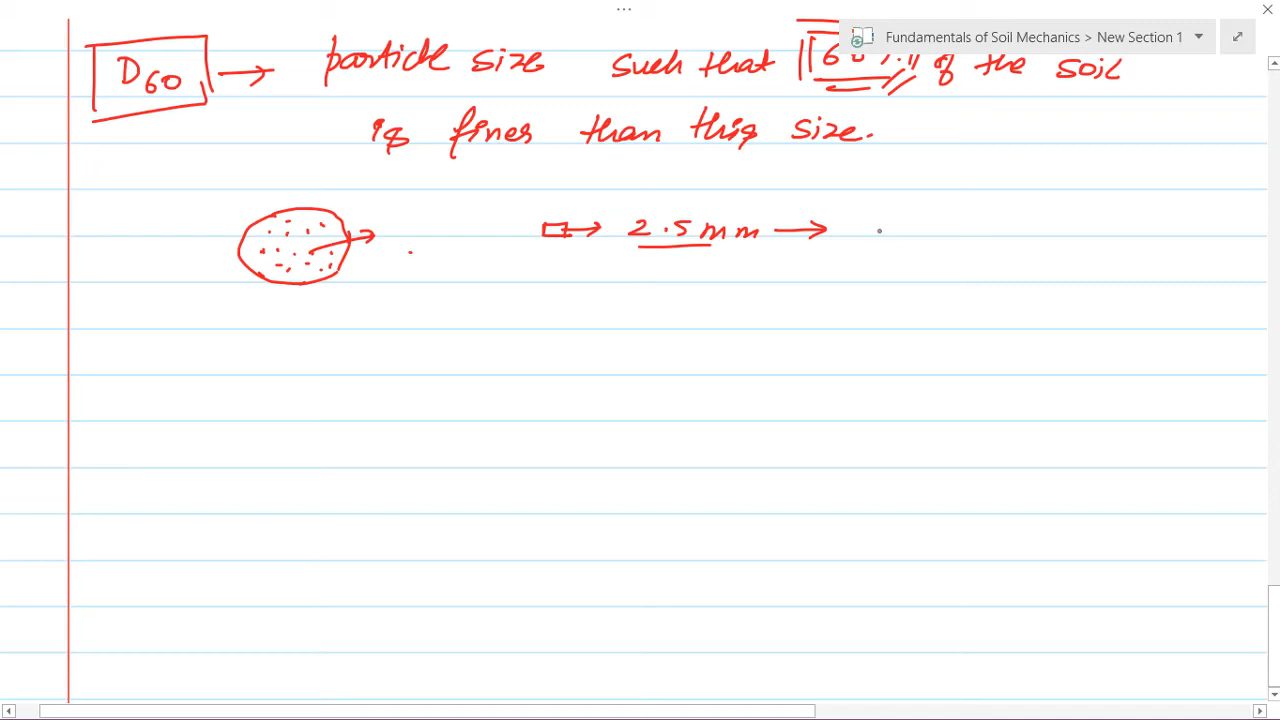 Fundamentals of Soil Mechanics > New Section 1
D60 → particle size such that 60% of the soil
is finer than this size.
→ 2.5 mm →